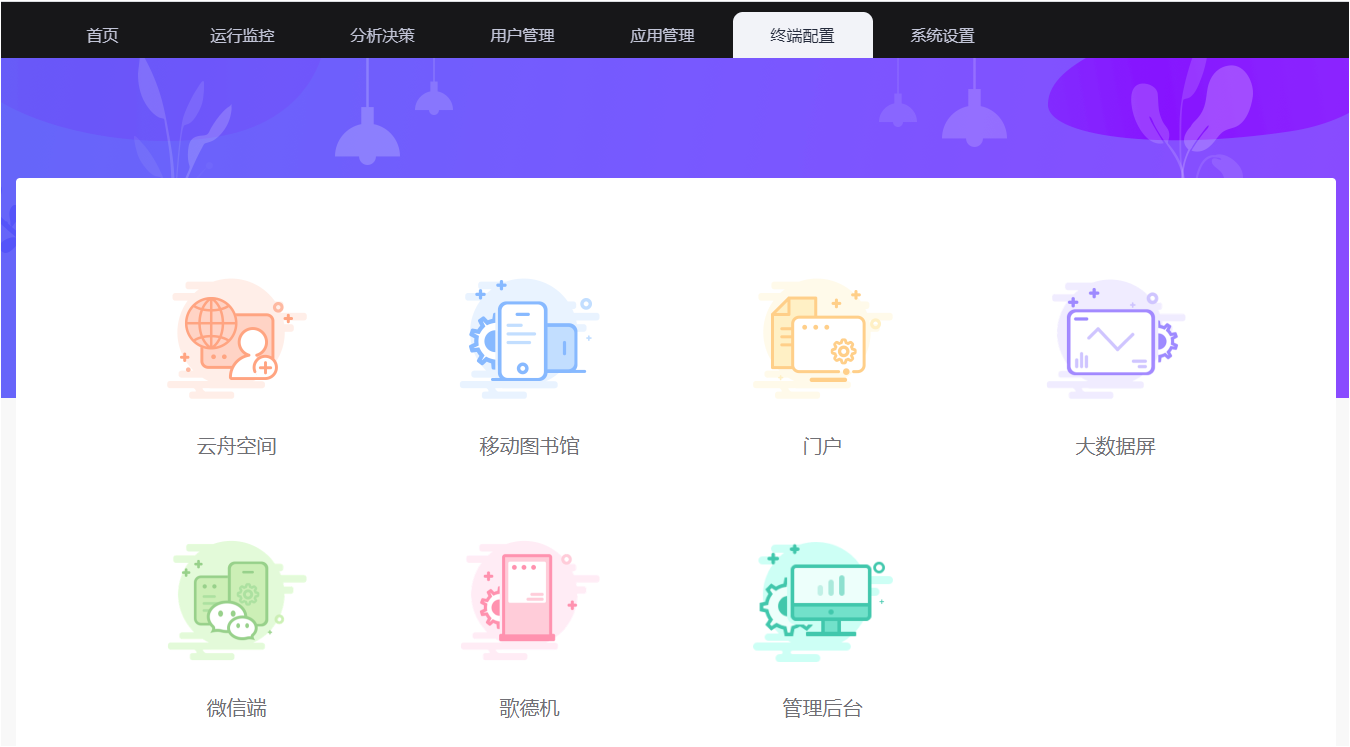 首页 运行监控 分析决策 用户管理 应用管理 终端配置 系统设置
云舟空间 移动图书馆 门户 大数据屏
微信端 歌德机 管理后台